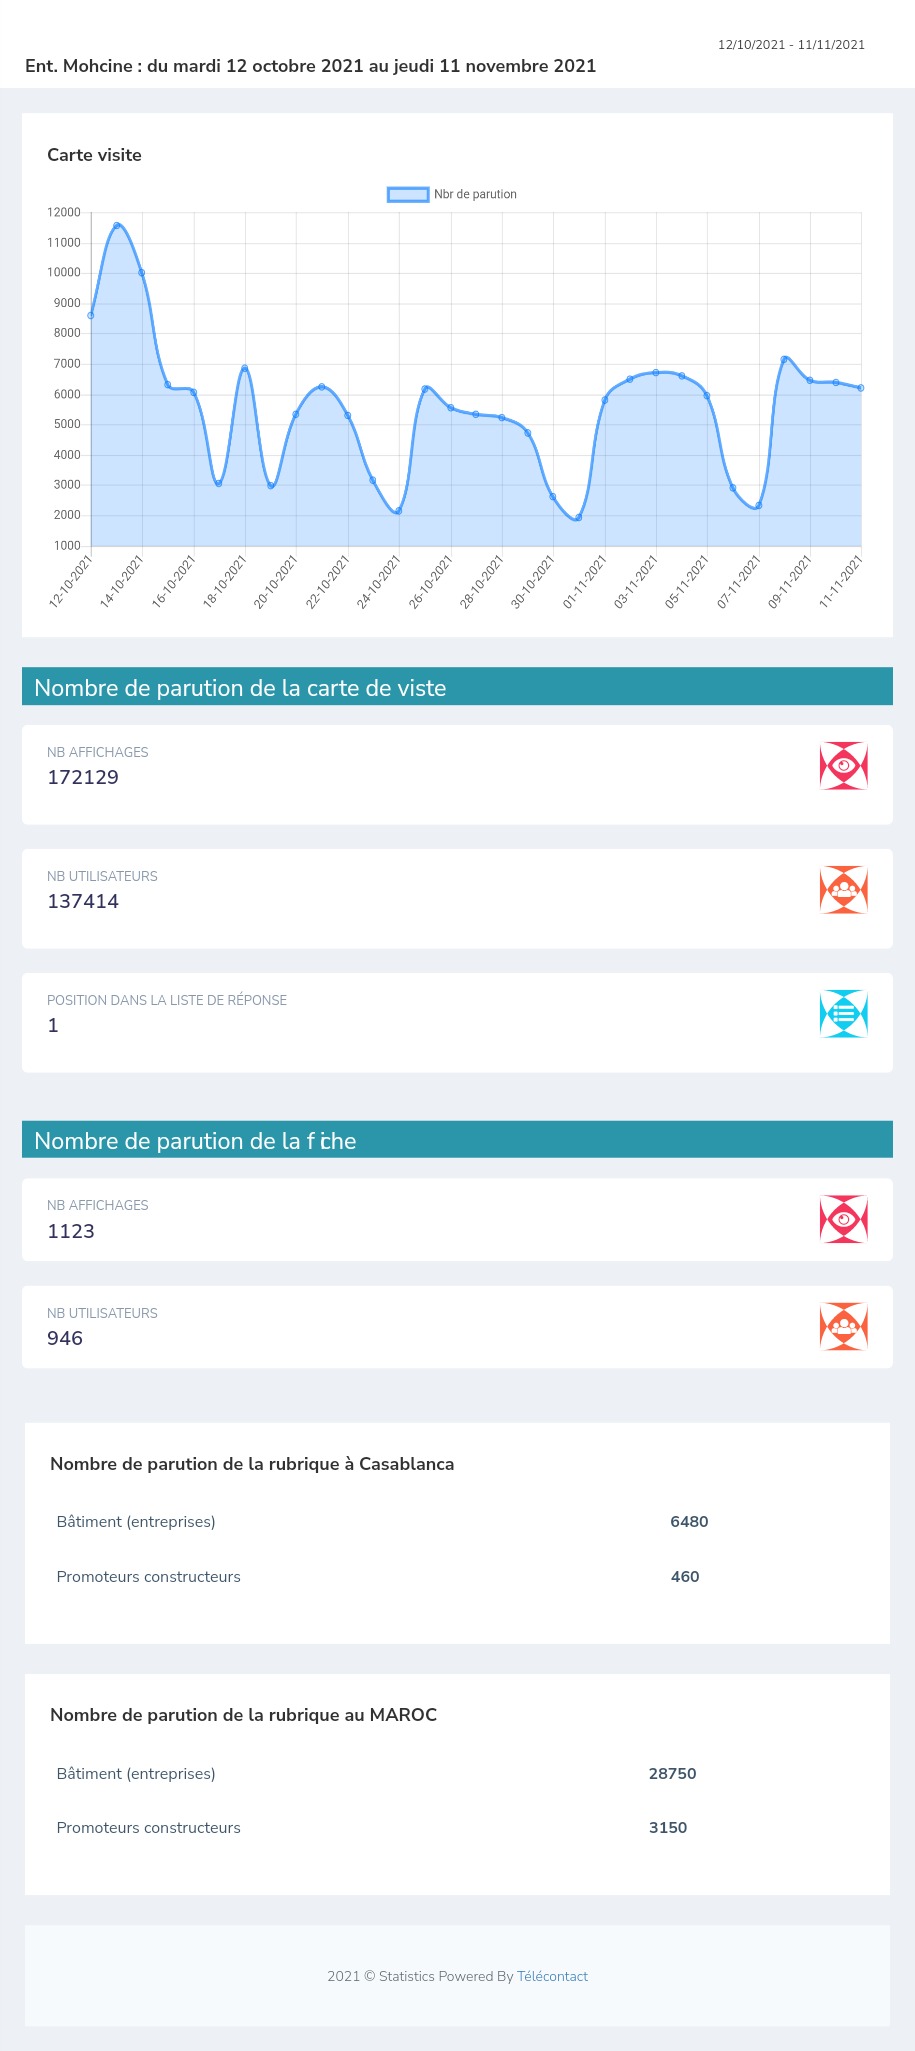 12/10/2021 - 11/11/2021
Ent. Mohcine : du mardi 12 octobre 2021 au jeudi 11 novembre 2021
Carte visite
Nbr de parution
12000
11000
10000
9000
8000
7000
6000
5000
4000
3000
2000
1000
12-10-2021
14-10-2021
16-10-2021
18-10-2021
20-10-2021
22-10-2021
24-10-2021
26-10-2021
28-10-2021
30-10-2021
01-11-2021
03-11-2021
05-11-2021
07-11-2021
09-11-2021
11-11-2021
Nombre de parution de la carte de viste
NB AFFICHAGES
172129
NB UTILISATEURS
137414
POSITION DANS LA LISTE DE RÉPONSE
1
Nombre de parution de la fiche
NB AFFICHAGES
1123
NB UTILISATEURS
946
Nombre de parution de la rubrique à Casablanca
Bâtiment (entreprises) 6480
Promoteurs constructeurs 460
Nombre de parution de la rubrique au MAROC
Bâtiment (entreprises) 28750
Promoteurs constructeurs 3150
2021 © Statistics Powered By Télécontact